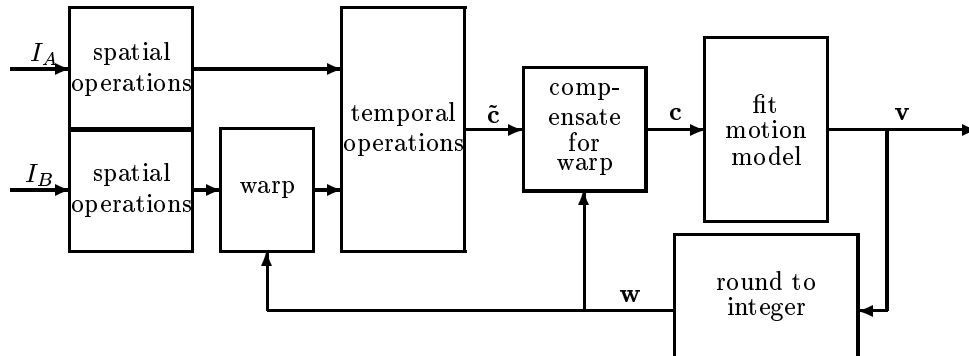 I_A
spatial
operations
I_B
spatial
operations
warp
temporal
operations
c̃
comp-
ensate
for
warp
c
fit
motion
model
v
w
round to
integer